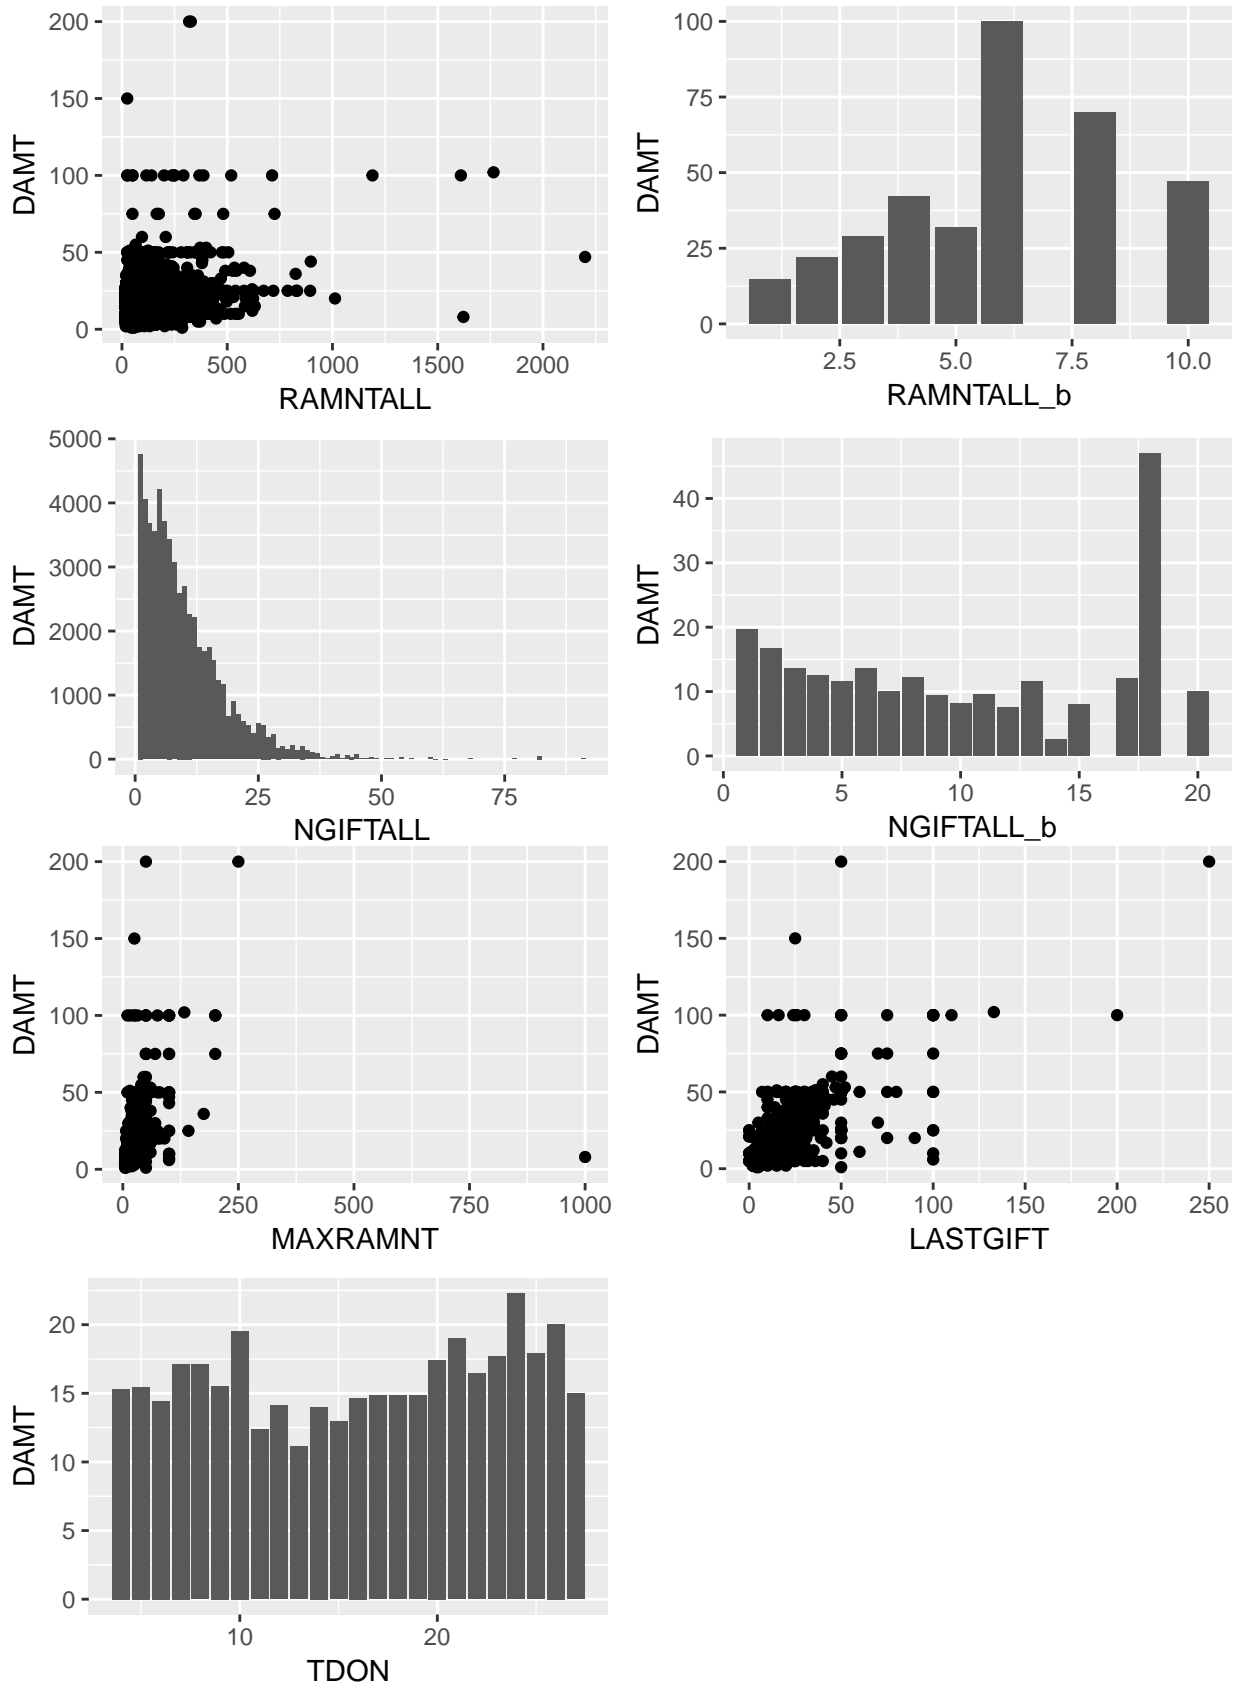 200
150
100
50
0
DAMT
0 500 1000 1500 2000
RAMNTALL
100
75
50
25
0
DAMT
2.5 5.0 7.5 10.0
RAMNTALL_b
5000
4000
3000
2000
1000
0
DAMT
0 25 50 75
NGIFTALL
40
30
20
10
0
DAMT
0 5 10 15 20
NGIFTALL_b
200
150
100
50
0
DAMT
0 250 500 750 1000
MAXRAMNT
200
150
100
50
0
DAMT
0 50 100 150 200 250
LASTGIFT
20
15
10
5
0
DAMT
10 20
TDON